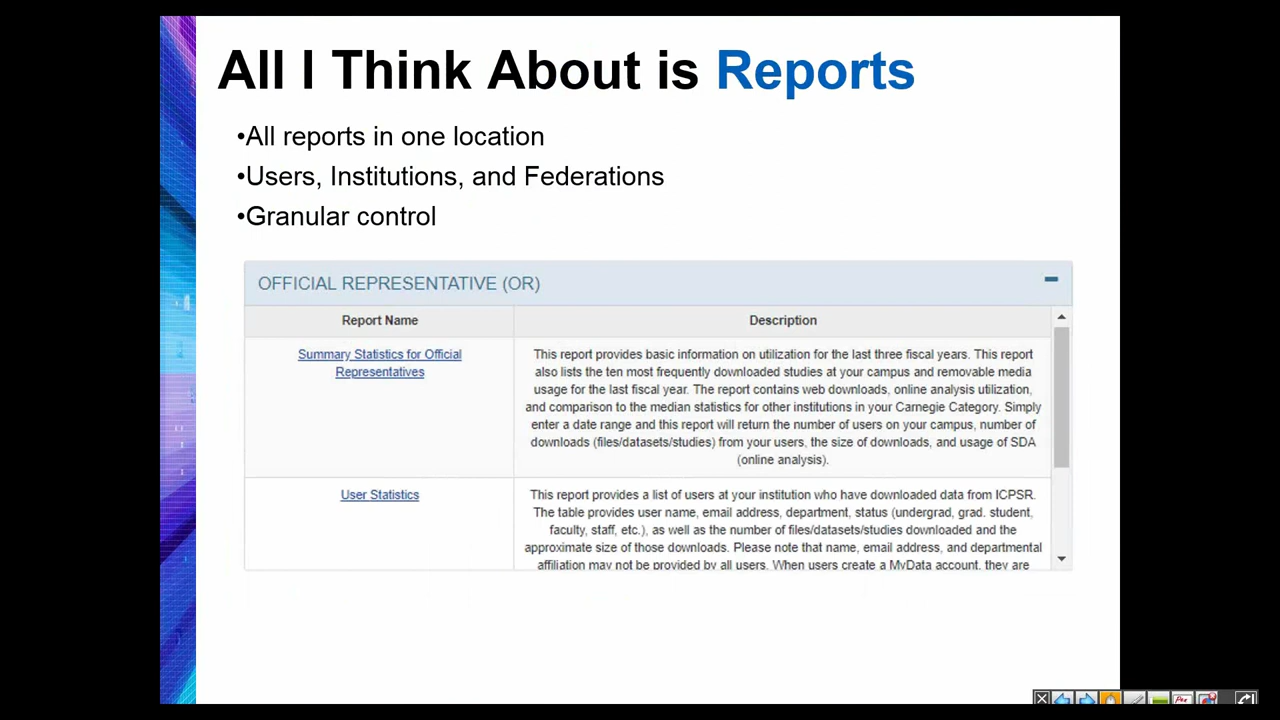 All I Think About is Reports
•All reports in one location
•Users, Institutions, and Federations
•Granular control
OFFICIAL REPRESENTATIVE (OR)
Report Name
Description
Summary Statistics for Official
Representatives
This report provides basic information on utilization for the last three fiscal years. This report
also lists the ten most frequently downloaded studies at your campus and removable media
usage for the last fiscal year. The report contains web downloads, online analysis utilization,
and comparison to the median statistics for other institutions in your Carnegie Category. Simply
enter a date range and this report will return the number of users on your campus, number of
downloads (files/datasets/studies) from your users, the size of downloads, and usage of SDA
(online analysis).
User Statistics
This report provides a list of users at your institution who have downloaded data from ICPSR.
The table provides user name, email address, department, status (undergrad, grad. student,
faculty, staff, etc.), as well as the number of files/datasets/studies downloaded and the
approximate size of those downloads. Please note that name, email address, and departmental
affiliation may not be provided by all users. When users create a MyData account, they are